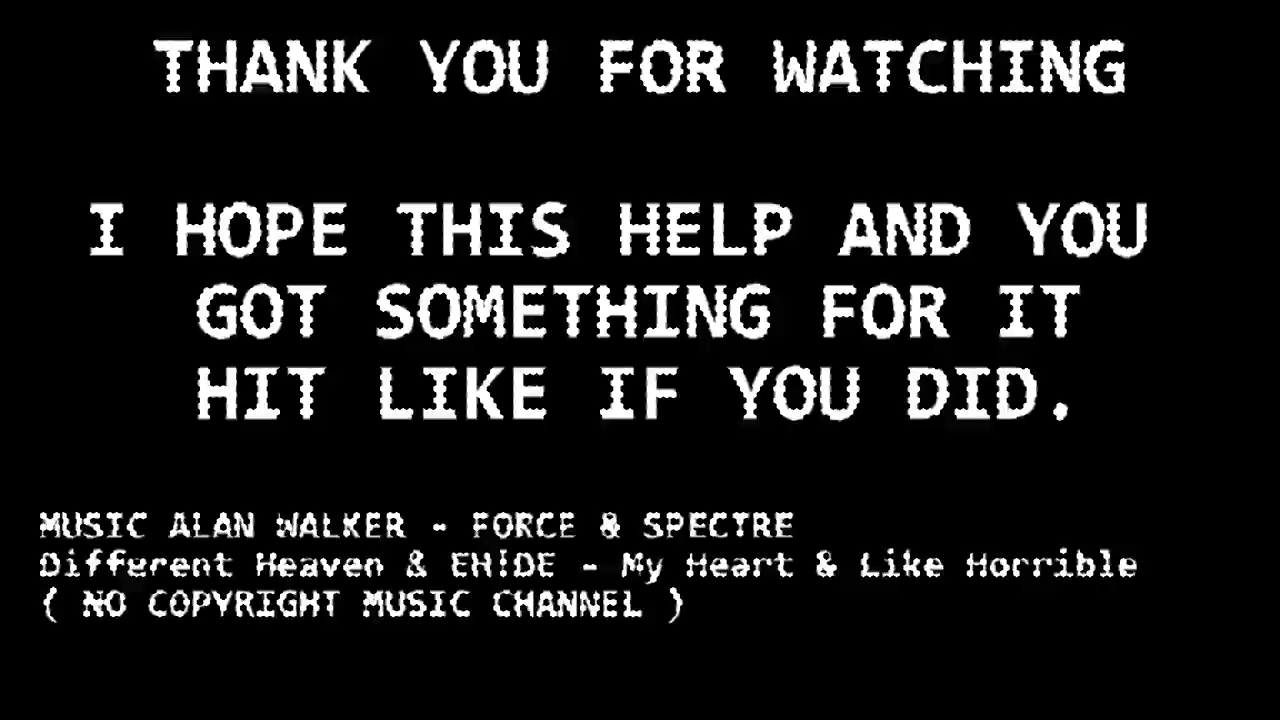 THANK YOU FOR WATCHING
I HOPE THIS HELP AND YOU
GOT SOMETHING FOR IT
HIT LIKE IF YOU DID.
MUSIC ALAN WALKER - FORCE & SPECTRE
Different Heaven & EH!DE - My Heart & Like Horrible
( NO COPYRIGHT MUSIC CHANNEL )